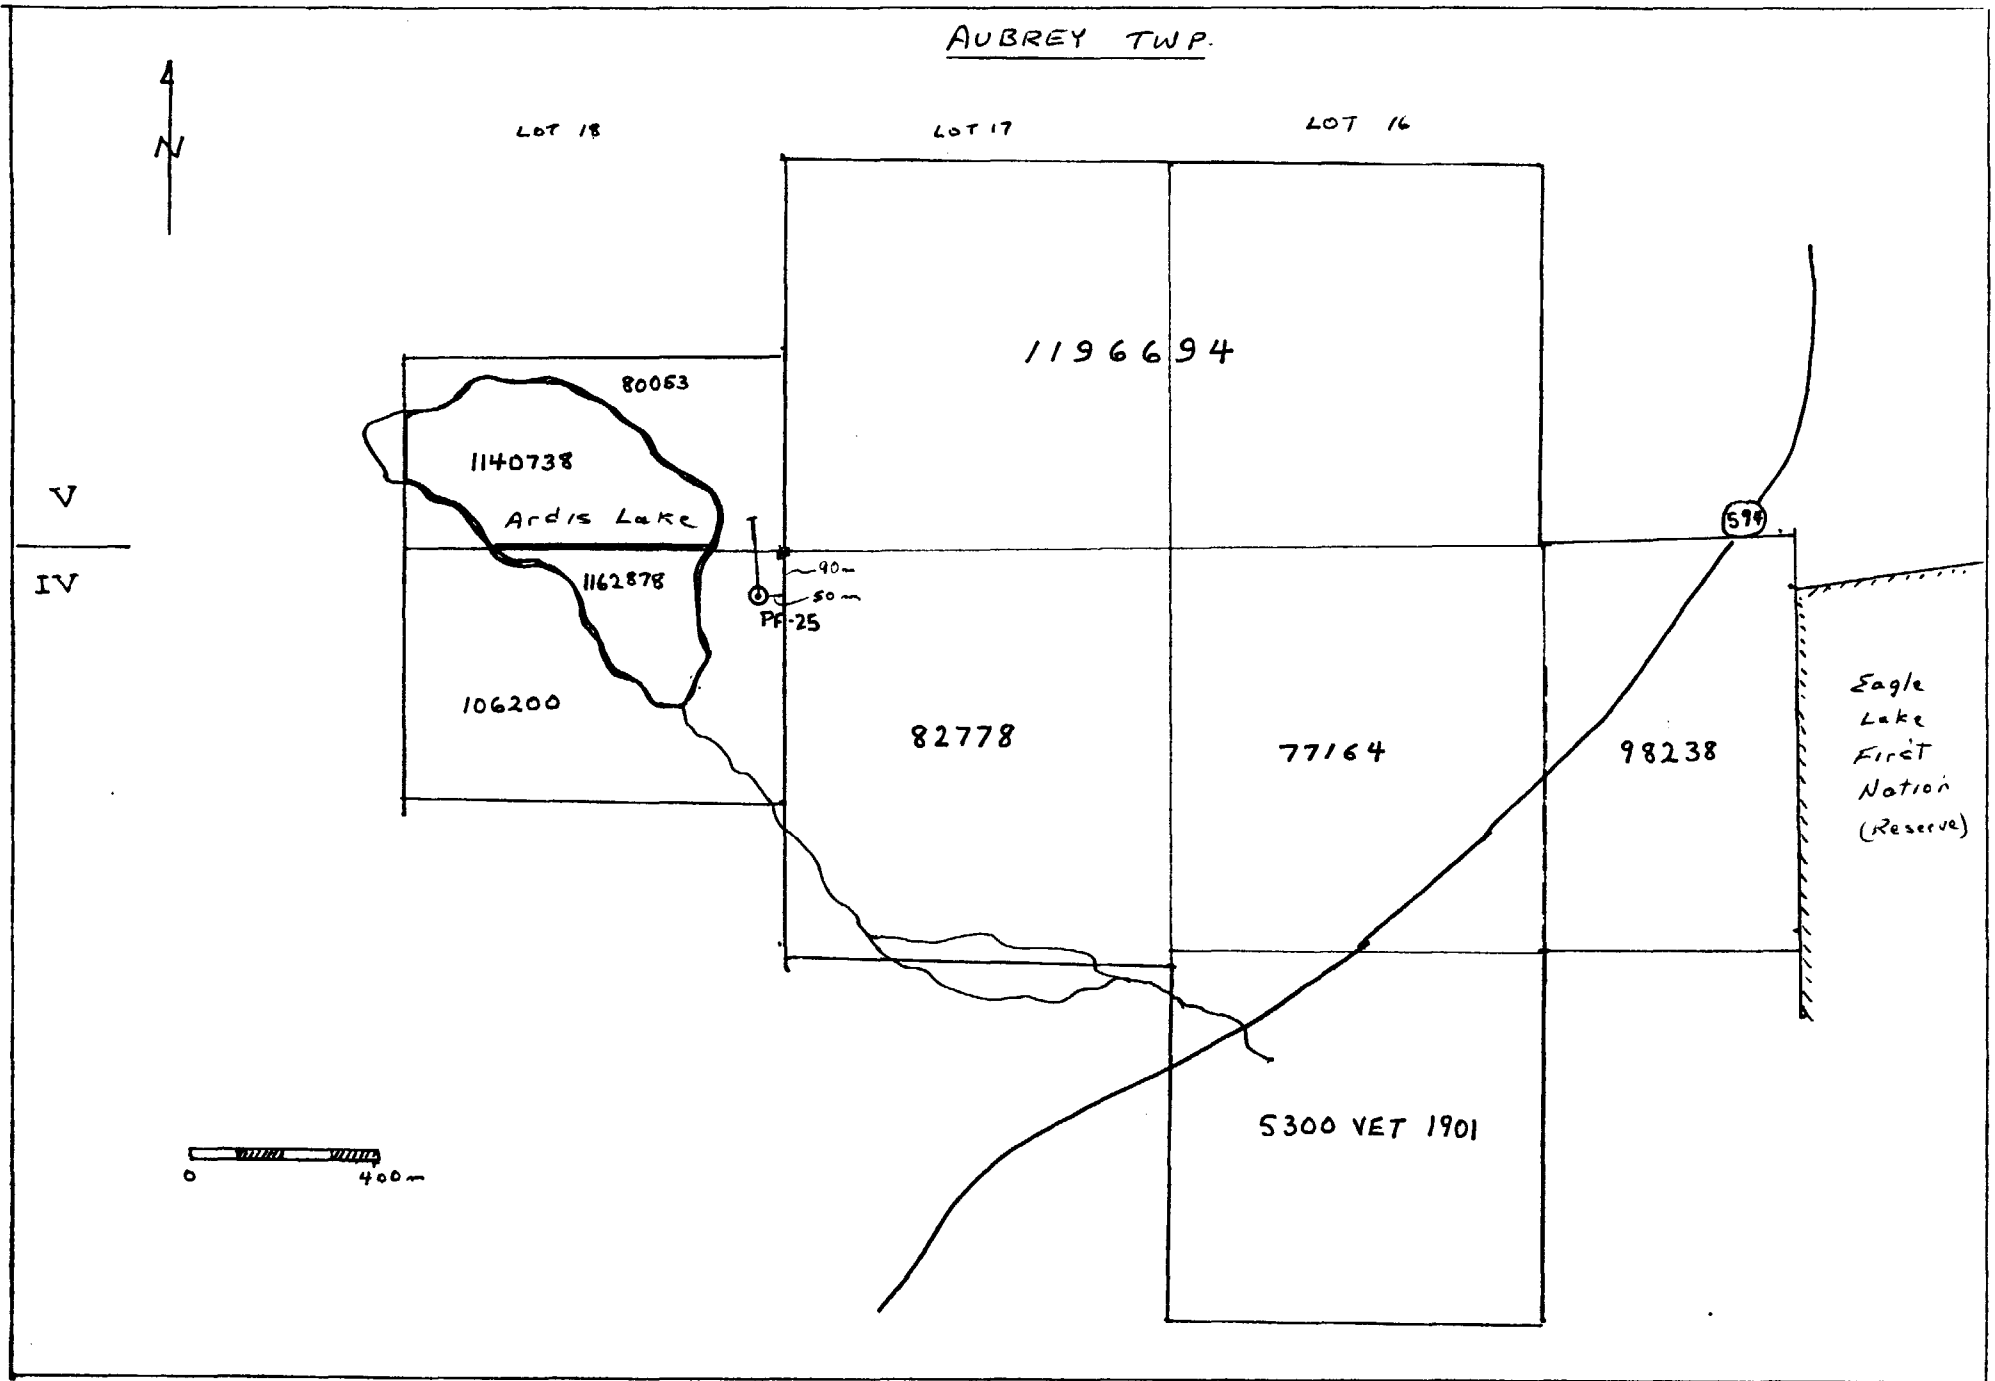 AUBREY TWP.
N
LOT 18
LOT 17
LOT 16
1196694
80063
1140738
Ardis Lake
V
IV
594
1162878
90m
50m
PF-25
106200
82778
77164
98238
Eagle
Lake
First
Nation
(Reserve)
5300 VET 1901
0
400m